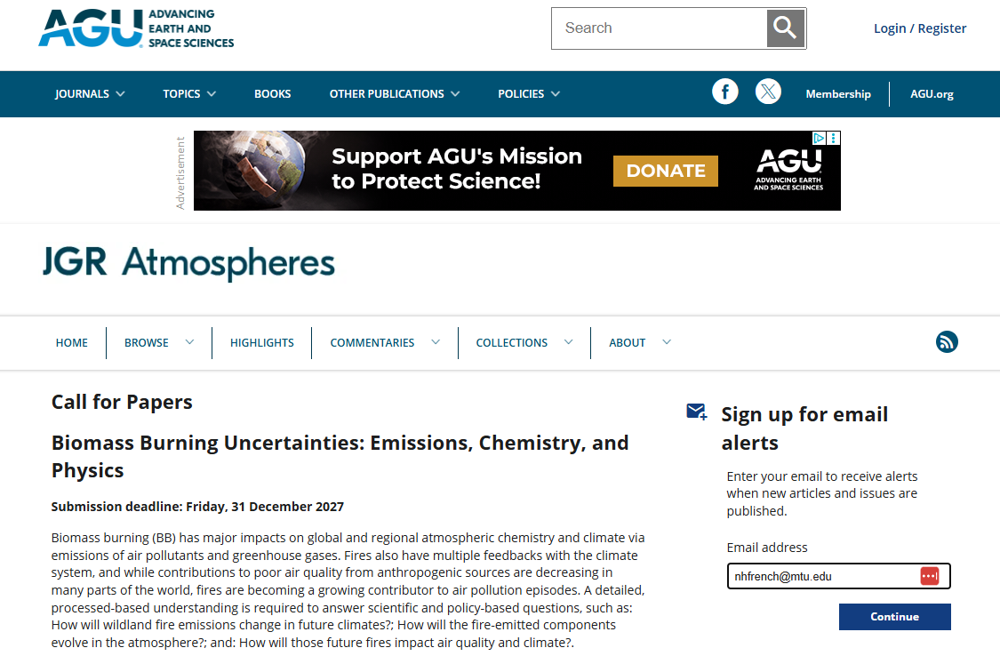 AGU ADVANCING
EARTH AND
SPACE SCIENCES
Search
Login / Register
JOURNALS
TOPICS
BOOKS
OTHER PUBLICATIONS
POLICIES
f
X
Membership
AGU.org
Advertisement
Support AGU's Mission
to Protect Science!
DONATE
AGU
ADVANCING EARTH
AND SPACE SCIENCES
JGR Atmospheres
HOME
BROWSE
HIGHLIGHTS
COMMENTARIES
COLLECTIONS
ABOUT
Call for Papers
Biomass Burning Uncertainties: Emissions, Chemistry, and
Physics
Submission deadline: Friday, 31 December 2027
Biomass burning (BB) has major impacts on global and regional atmospheric chemistry and climate via
emissions of air pollutants and greenhouse gases. Fires also have multiple feedbacks with the climate
system, and while contributions to poor air quality from anthropogenic sources are decreasing in
many parts of the world, fires are becoming a growing contributor to air pollution episodes. A detailed,
processed-based understanding is required to answer scientific and policy-based questions, such as:
How will wildland fire emissions change in future climates?; How will the fire-emitted components
evolve in the atmosphere?; and: How will those future fires impact air quality and climate?.
Sign up for email
alerts
Enter your email to receive alerts
when new articles and issues are
published.
Email address
nhfrench@mtu.edu
Continue